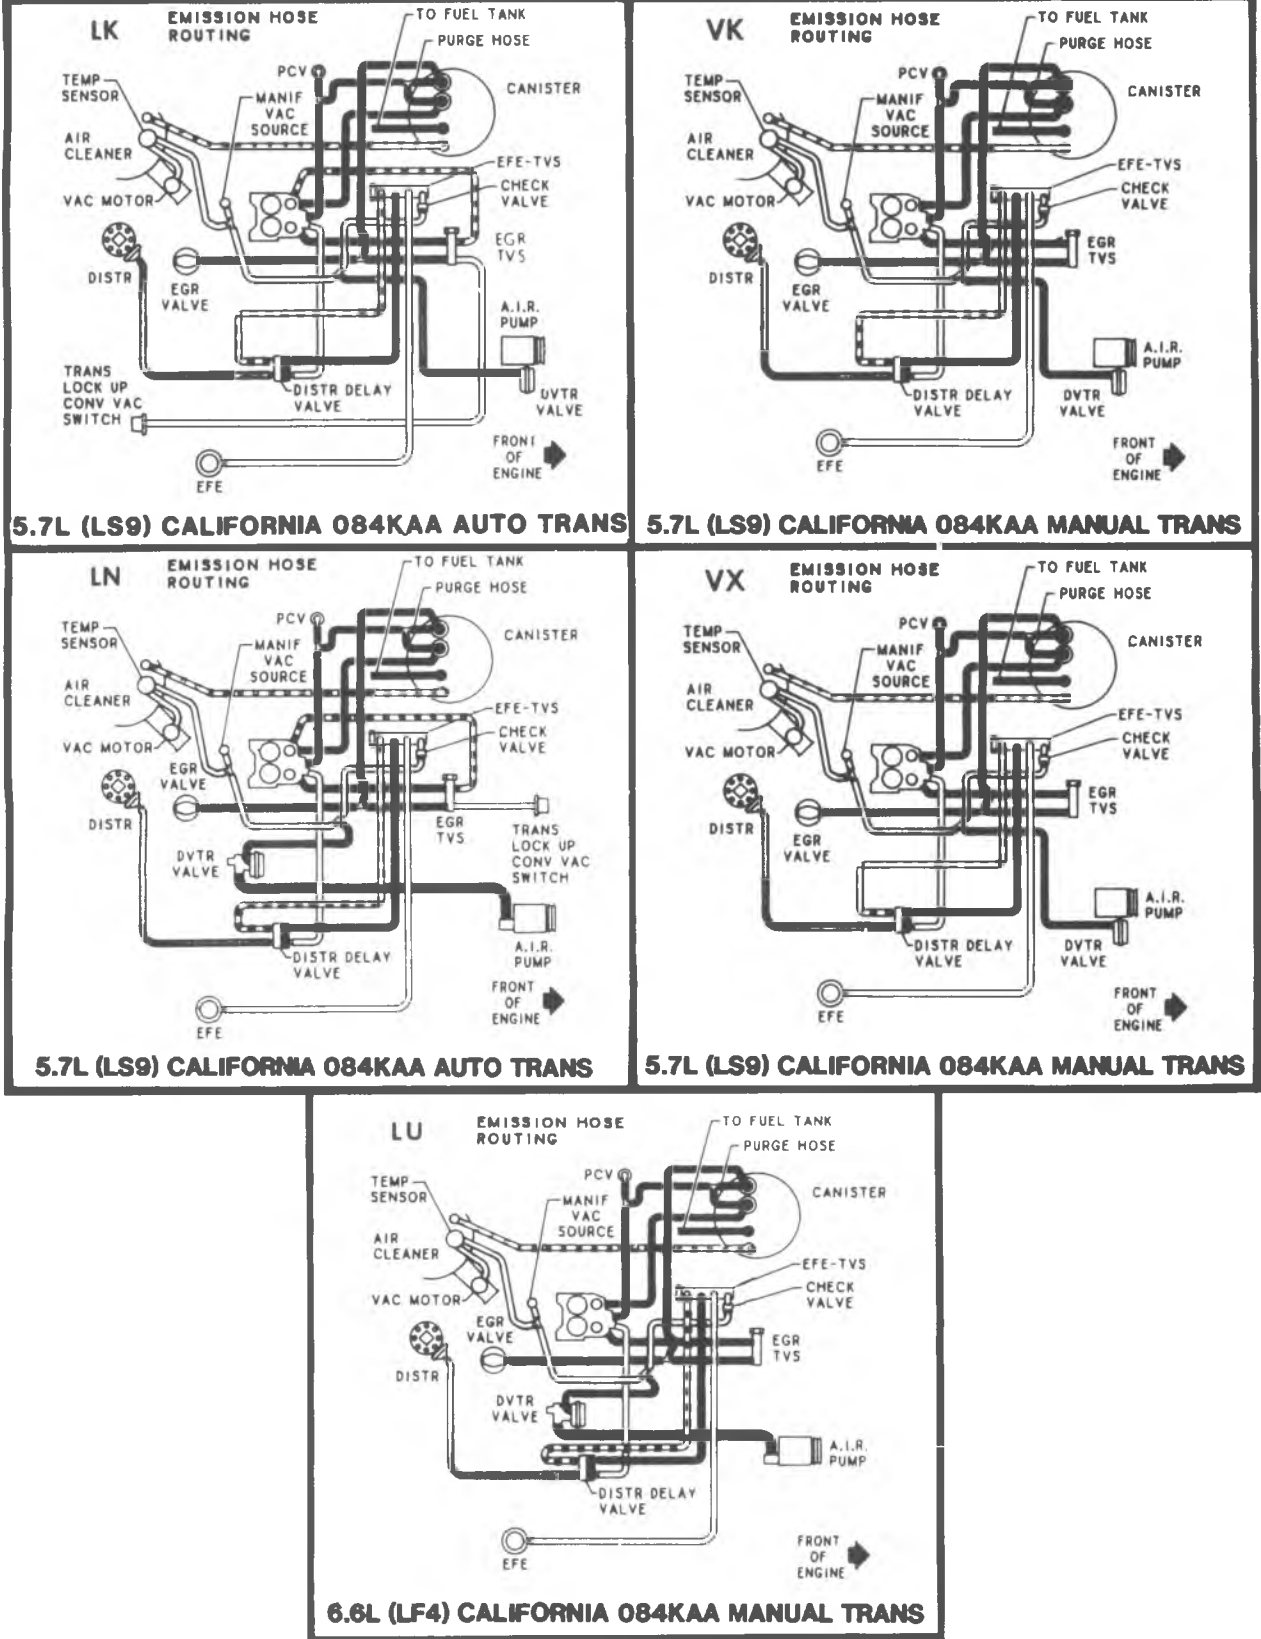 LK
EMISSION HOSE
ROUTING
TO FUEL TANK
PURGE HOSE
PCV
TEMP
SENSOR
MANIF
VAC
SOURCE
CANISTER
AIR
CLEANER
EFE-TVS
CHECK
VALVE
VAC MOTOR
EGR
TVS
DISTR
EGR
VALVE
A.I.R.
PUMP
TRANS
LOCK UP
CONV VAC
SWITCH
DISTR DELAY
VALVE
DVTR
VALVE
FRONT
OF
ENGINE
EFE
5.7L (LS9) CALIFORNIA 084KAA AUTO TRANS
VK
EMISSION HOSE
ROUTING
TO FUEL TANK
PURGE HOSE
PCV
TEMP
SENSOR
MANIF
VAC
SOURCE
CANISTER
AIR
CLEANER
EFE-TVS
CHECK
VALVE
VAC MOTOR
EGR
TVS
DISTR
EGR
VALVE
A.I.R.
PUMP
DISTR DELAY
VALVE
DVTR
VALVE
FRONT
OF
ENGINE
EFE
5.7L (LS9) CALIFORNIA 084KAA MANUAL TRANS
LN
EMISSION HOSE
ROUTING
TO FUEL TANK
PURGE HOSE
PCV
TEMP
SENSOR
MANIF
VAC
SOURCE
CANISTER
AIR
CLEANER
EFE-TVS
CHECK
VALVE
VAC MOTOR
EGR
VALVE
DISTR
EGR
TVS
TRANS
LOCK UP
CONV VAC
SWITCH
DVTR
VALVE
A.I.R.
PUMP
DISTR DELAY
VALVE
FRONT
OF
ENGINE
EFE
5.7L (LS9) CALIFORNIA 084KAA AUTO TRANS
VX
EMISSION HOSE
ROUTING
TO FUEL TANK
PURGE HOSE
PCV
TEMP
SENSOR
MANIF
VAC
SOURCE
CANISTER
AIR
CLEANER
EFE-TVS
CHECK
VALVE
VAC MOTOR
EGR
TVS
DISTR
EGR
VALVE
A.I.R.
PUMP
DISTR DELAY
VALVE
DVTR
VALVE
FRONT
OF
ENGINE
EFE
5.7L (LS9) CALIFORNIA 084KAA MANUAL TRANS
LU
EMISSION HOSE
ROUTING
TO FUEL TANK
PURGE HOSE
PCV
TEMP
SENSOR
MANIF
VAC
SOURCE
CANISTER
AIR
CLEANER
EFE-TVS
CHECK
VALVE
VAC MOTOR
EGR
VALVE
EGR
TVS
DISTR
DVTR
VALVE
A.I.R.
PUMP
DISTR DELAY
VALVE
FRONT
OF
ENGINE
EFE
6.6L (LF4) CALIFORNIA 084KAA MANUAL TRANS